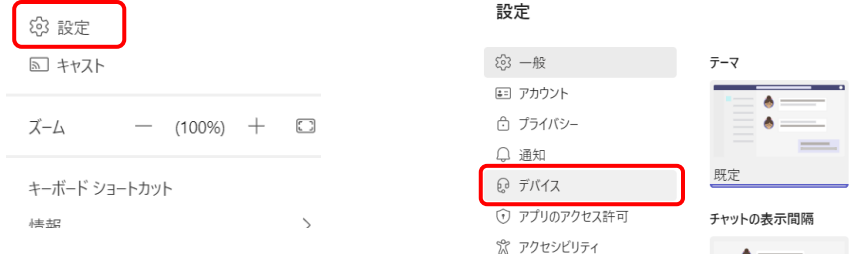 設定
キャスト
ズーム — (100%) +
キーボード ショートカット
情報
設定
一般
アカウント
プライバシー
通知
デバイス
アプリのアクセス許可
アクセシビリティ
テーマ
既定
チャットの表示間隔